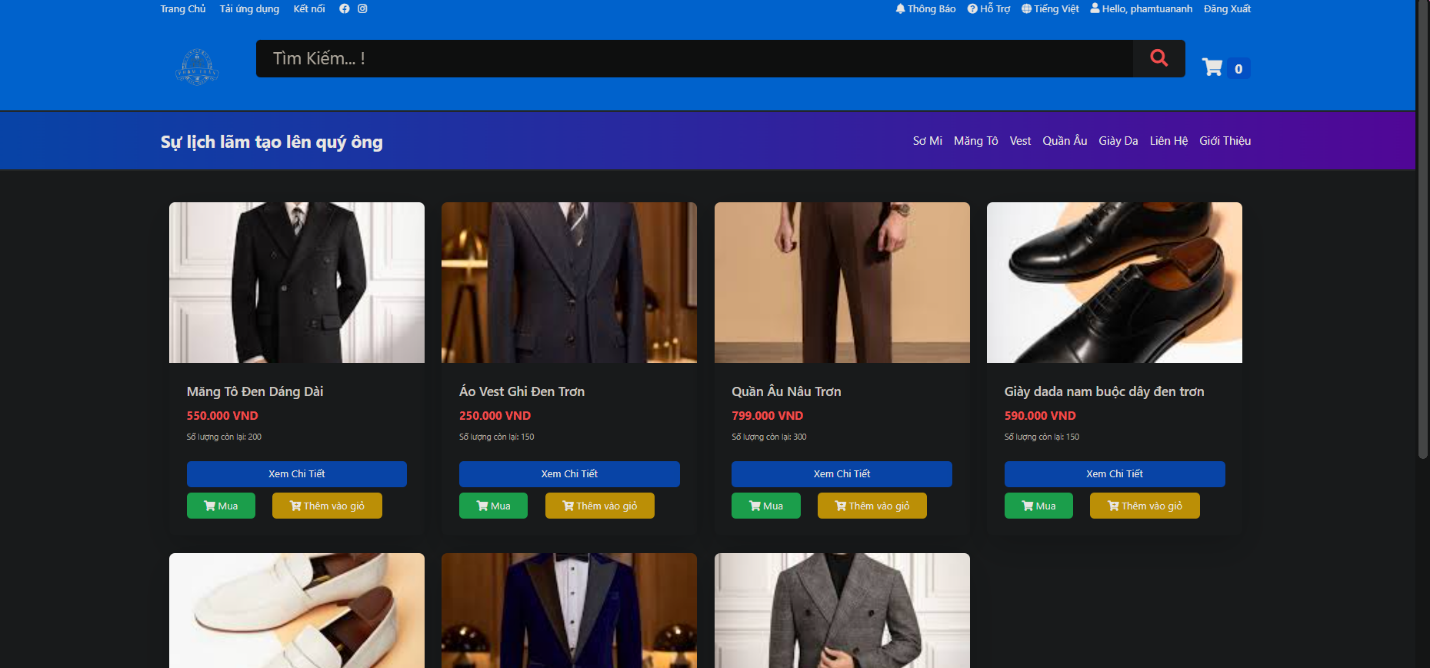 Trang Chủ Tải ứng dụng Kết nối Thông Báo Hỗ Trợ Tiếng Việt Hello, phamtuananh Đăng Xuất
Tìm Kiếm... !
0
Sự lịch lãm tạo lên quý ông
Sơ Mi Măng Tô Vest Quần Âu Giày Da Liên Hệ Giới Thiệu
Măng Tô Đen Dáng Dài
550.000 VND
Số lượng còn lại: 200
Xem Chi Tiết
Mua Thêm vào giỏ
Áo Vest Ghi Đen Trơn
250.000 VND
Số lượng còn lại: 150
Xem Chi Tiết
Mua Thêm vào giỏ
Quần Âu Nâu Trơn
799.000 VND
Số lượng còn lại: 300
Xem Chi Tiết
Mua Thêm vào giỏ
Giày dada nam buộc dây đen trơn
590.000 VND
Số lượng còn lại: 150
Xem Chi Tiết
Mua Thêm vào giỏ